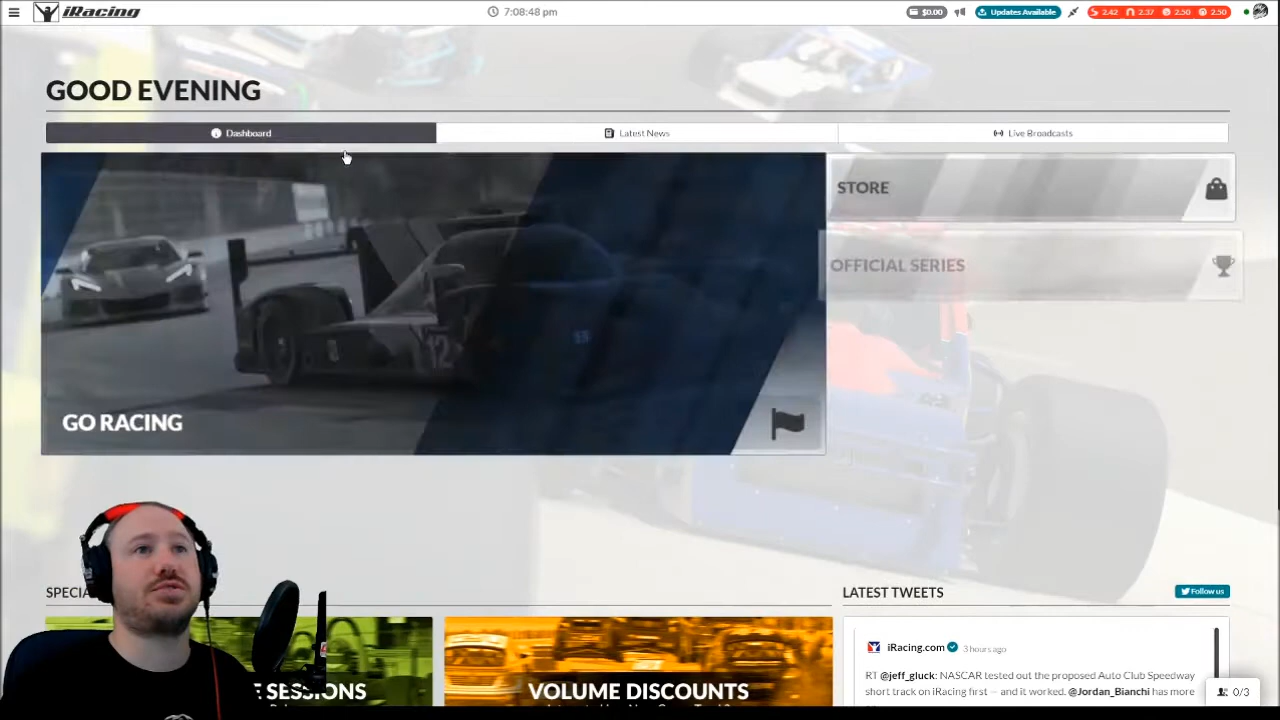 iRacing
7:08:48 pm
$0.00
Updates Available
2.42
2.37
2.50
2.50
GOOD EVENING
Dashboard
Latest News
Live Broadcasts
STORE
OFFICIAL SERIES
GO RACING
12
LATEST TWEETS
Follow us
iRacing.com
3 hours ago
RT @jeff_gluck: NASCAR tested out the proposed Auto Club Speedway
short track on iRacing first — and it worked. @Jordan_Bianchi has more
SESSIONS
VOLUME DISCOUNTS
0/3